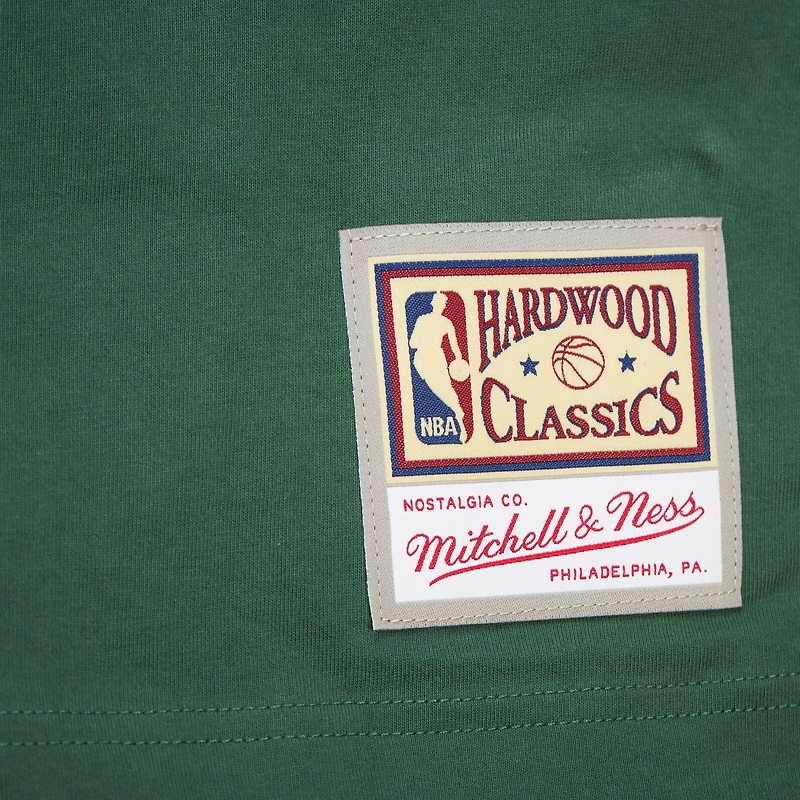 HARDWOOD
CLASSICS
NBA
NOSTALGIA CO.
Mitchell & Ness
PHILADELPHIA, PA.